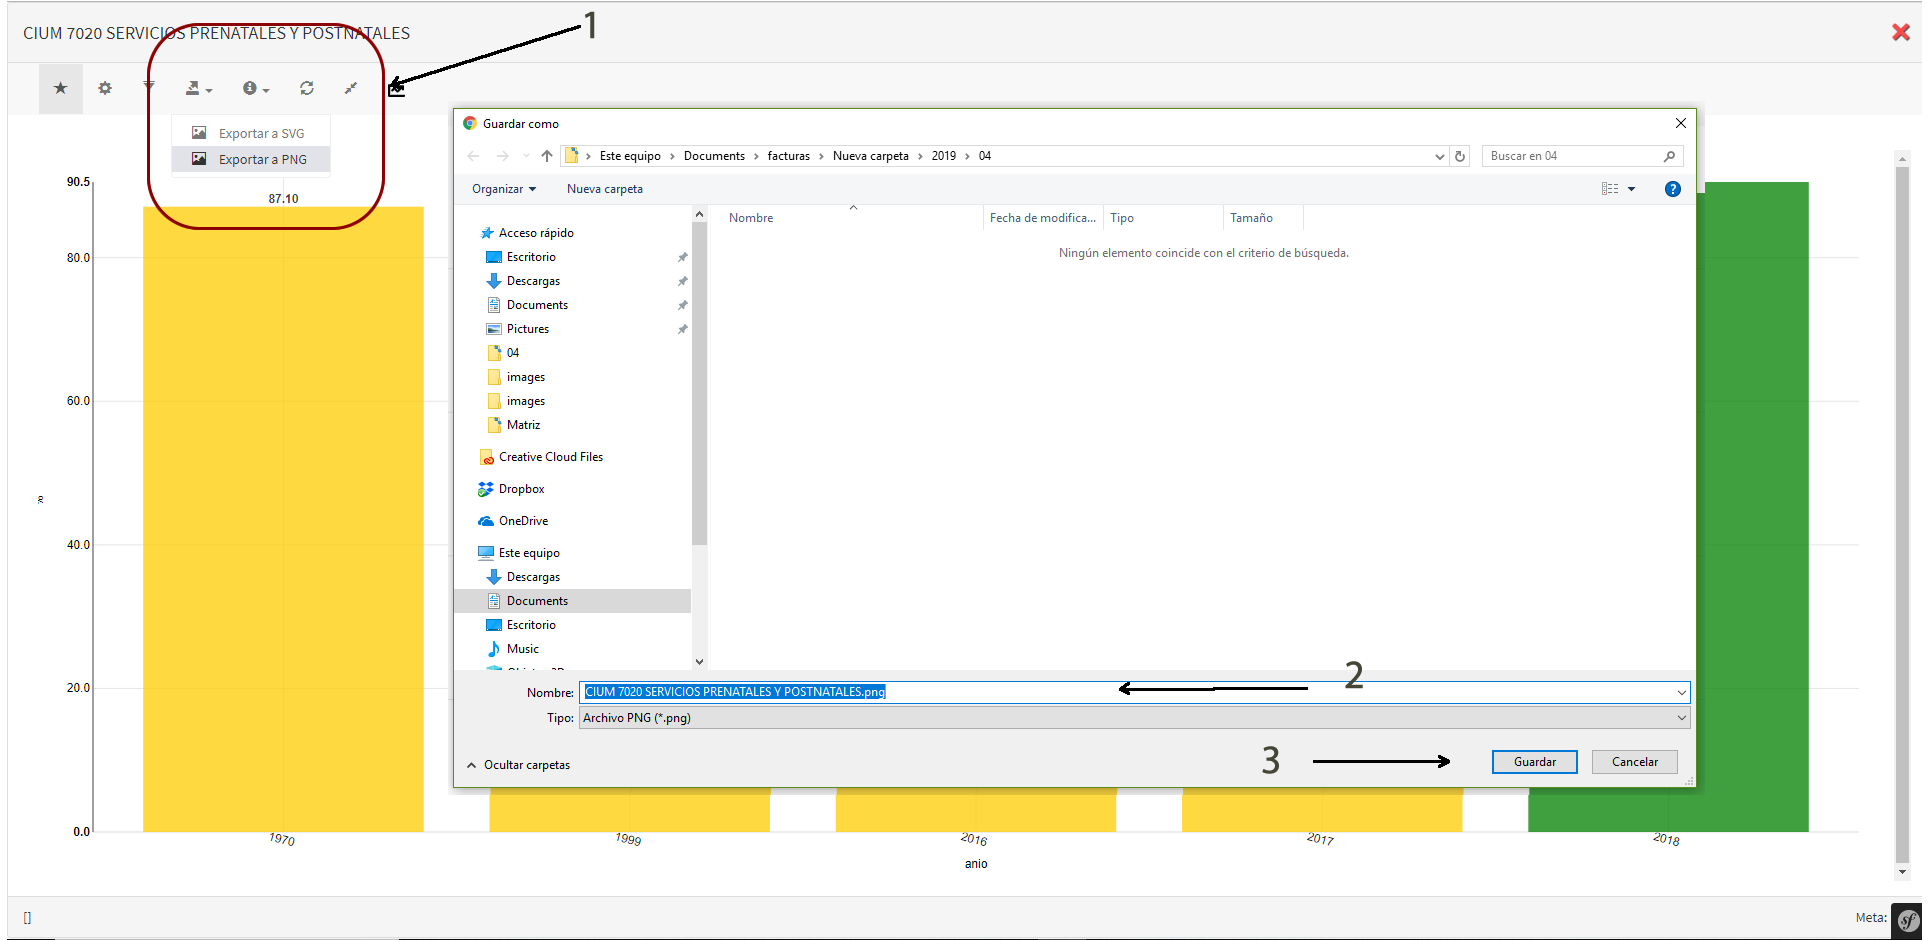 CIUM 7020 SERVICIOS PRENATALES Y POSTNATALES
1
Exportar a SVG
Exportar a PNG
Guardar como
Este equipo > Documents > facturas > Nueva carpeta > 2019 > 04
Buscar en 04
Organizar
Nueva carpeta
Nombre
Fecha de modifica...
Tipo
Tamaño
Ningún elemento coincide con el criterio de búsqueda.
Acceso rápido
Escritorio
Descargas
Documents
Pictures
04
images
images
Matriz
Creative Cloud Files
Dropbox
OneDrive
Este equipo
Descargas
Documents
Escritorio
Music
Nombre: CIUM 7020 SERVICIOS PRENATALES Y POSTNATALES.png
2
Tipo: Archivo PNG (*.png)
Ocultar carpetas
3
Guardar
Cancelar
90.5
87.10
80.0
60.0
%
40.0
20.0
0.0
1970
1999
2016
2017
2018
anio
[]
Meta:
sf